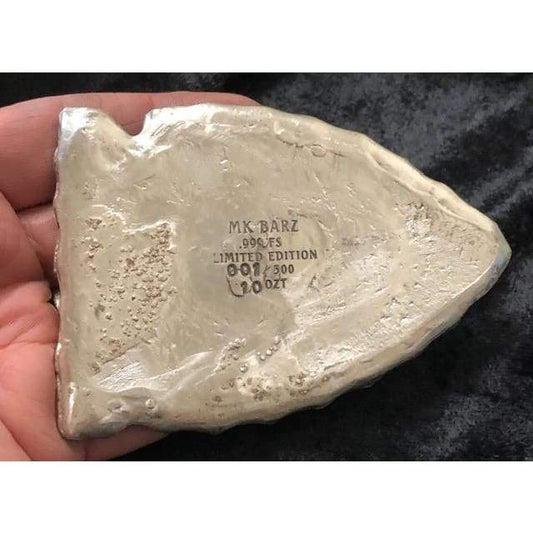 MK BARZ
.999 FS
LIMITED EDITION
001/500
10 OZT